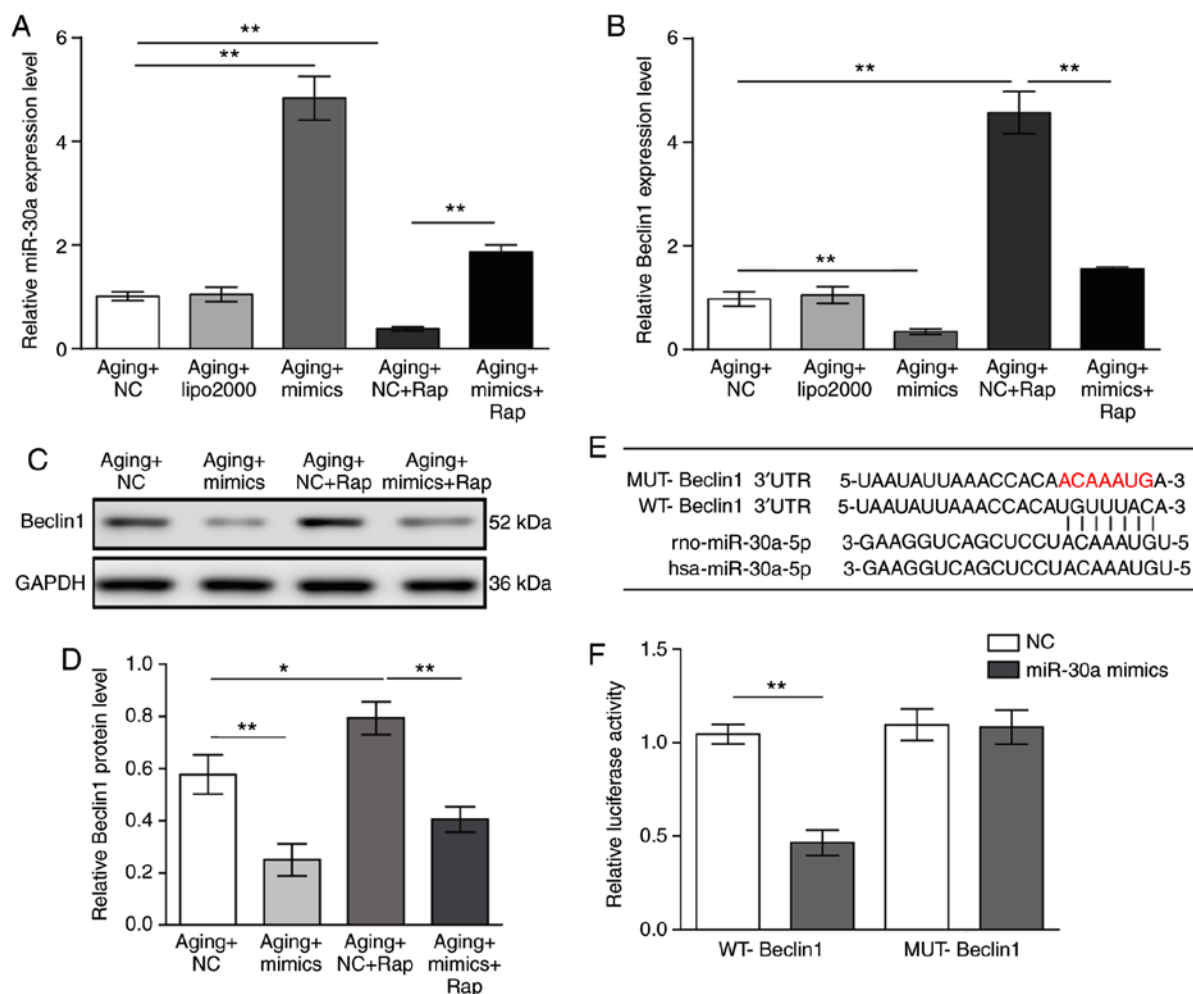 A
Relative miR-30a expression level
6
4
2
0
**
**
**
Aging+ NC
Aging+ lipo2000
Aging+ mimics
Aging+ NC+Rap
Aging+ mimics+ Rap
B
Relative Beclin1 expression level
6
4
2
0
**
**
**
Aging+ NC
Aging+ lipo2000
Aging+ mimics
Aging+ NC+Rap
Aging+ mimics+ Rap
C
Aging+ NC
Aging+ mimics
Aging+ NC+Rap
Aging+ mimics+Rap
Beclin1
52 kDa
GAPDH
36 kDa
E
MUT- Beclin1 3′UTR 5-UAUAUUAAACCACAACAAAUGA-3
WT- Beclin1 3′UTR 5-UAAUAUUAAACCACAUGUUUACA-3
rno-miR-30a-5p 3-GAAGGUCAGCUCCUACAAAUGU-5
hsa-miR-30a-5p 3-GAAGGUCAGCUCCUACAAAUGU-5
D
Relative Beclin1 protein level
1.0
0.8
0.6
0.4
0.2
0.0
*
**
**
Aging+ NC
Aging+ mimics
Aging+ NC+Rap
Aging+ mimics+ Rap
F
Relative luciferase activity
1.5
1.0
0.5
0.0
NC
miR-30a mimics
**
WT- Beclin1
MUT- Beclin1